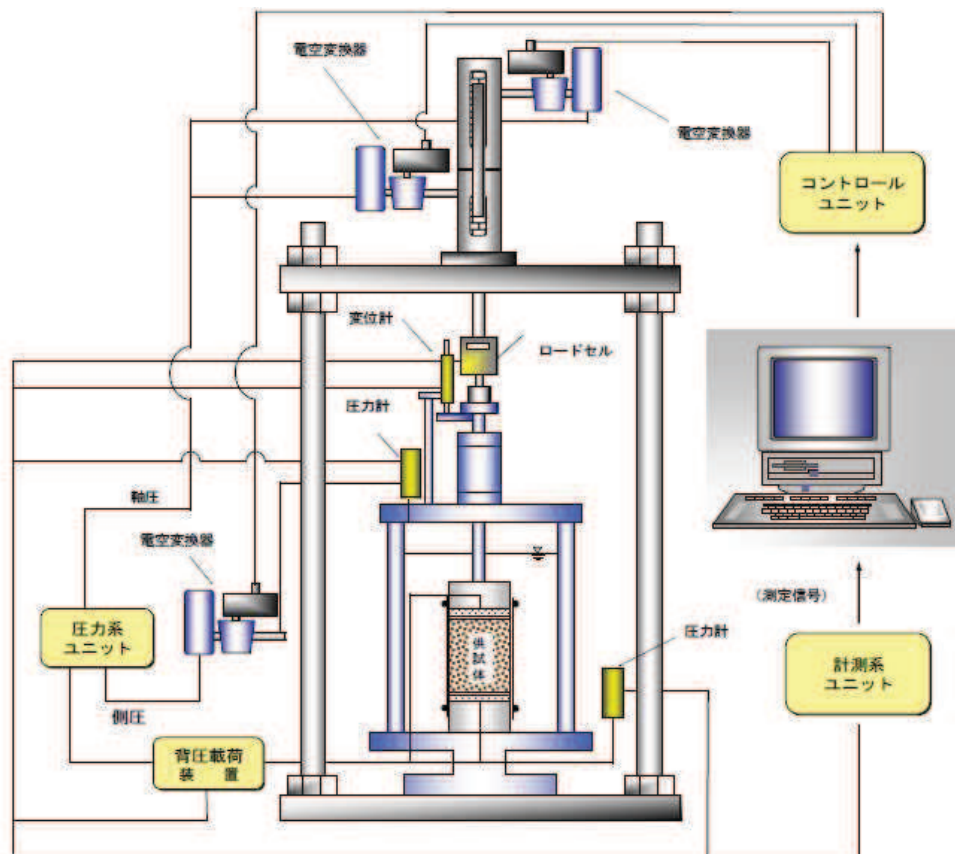 電空変換器
電空変換器
コントロール
ユニット
変位計
ロードセル
圧力計
軸圧
電空変換器
(測定信号)
圧力系
ユニット
供試体
圧力計
計測系
ユニット
側圧
背圧載荷
装 置